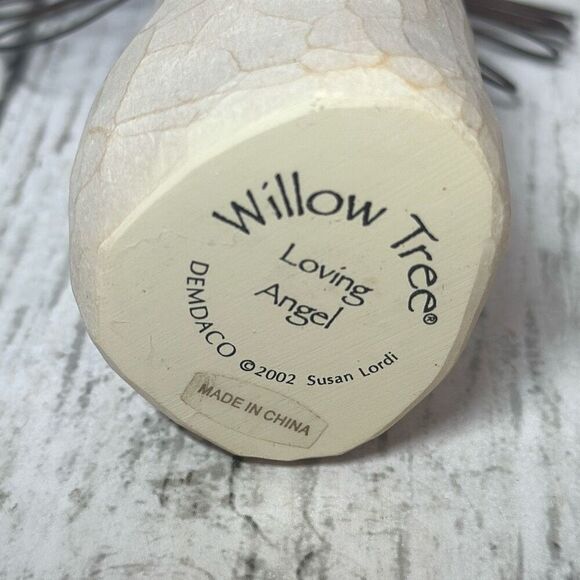 Willow Tree®
Loving
Angel
DEMDACO ©2002 Susan Lordi
MADE IN CHINA